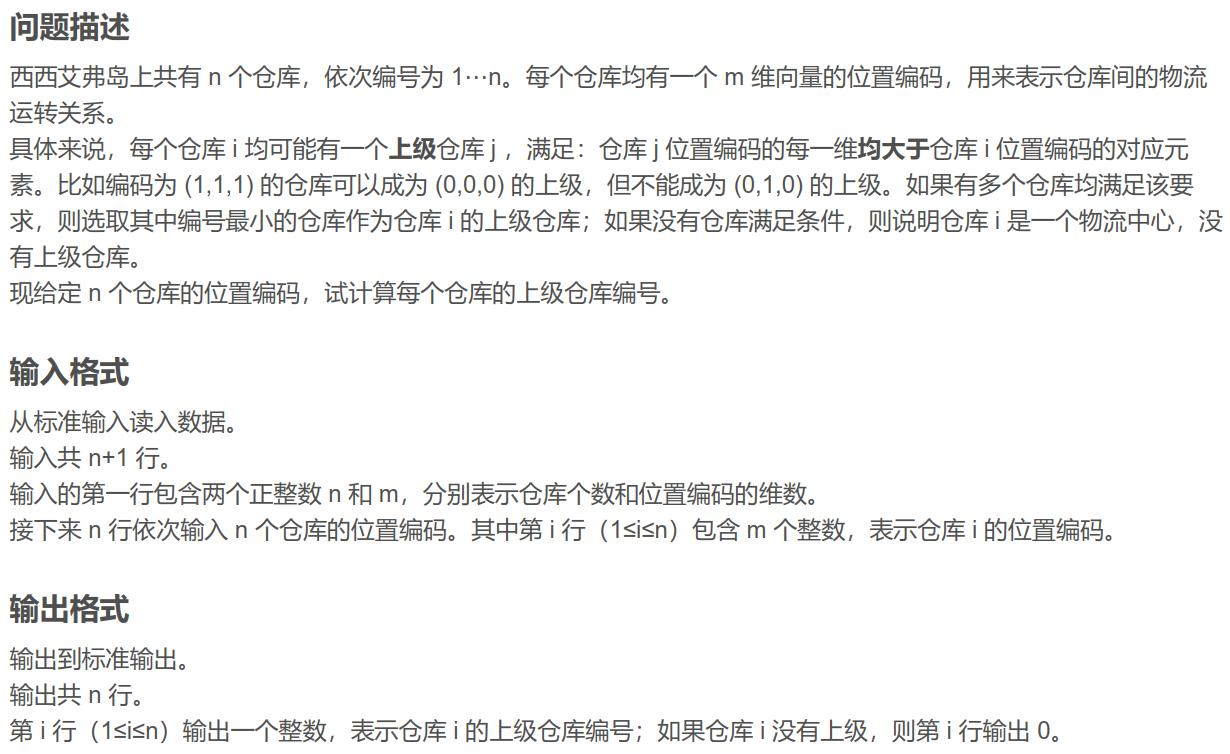 问题描述
西西艾弗岛上共有 n 个仓库，依次编号为 1⋯n。每个仓库均有一个 m 维向量的位置编码，用来表示仓库间的物流
运转关系。
具体来说，每个仓库 i 均可能有一个上级仓库 j ，满足：仓库 j 位置编码的每一维均大于仓库 i 位置编码的对应元
素。比如编码为 (1,1,1) 的仓库可以成为 (0,0,0) 的上级，但不能成为 (0,1,0) 的上级。如果有多个仓库均满足该要
求，则选取其中编号最小的仓库作为仓库 i 的上级仓库；如果没有仓库满足条件，则说明仓库 i 是一个物流中心，没
有上级仓库。
现给定 n 个仓库的位置编码，试计算每个仓库的上级仓库编号。
输入格式
从标准输入读入数据。
输入共 n+1 行。
输入的第一行包含两个正整数 n 和 m，分别表示仓库个数和位置编码的维数。
接下来 n 行依次输入 n 个仓库的位置编码。其中第 i 行（1≤i≤n）包含 m 个整数，表示仓库 i 的位置编码。
输出格式
输出到标准输出。
输出共 n 行。
第 i 行（1≤i≤n）输出一个整数，表示仓库 i 的上级仓库编号；如果仓库 i 没有上级，则第 i 行输出 0。